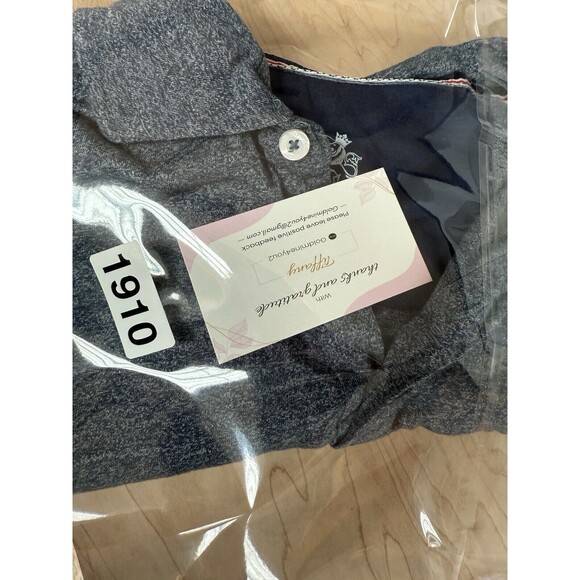 With
thanks and gratitude
Tiffany
Goldmine4you2
Please leave positive feedback
— Goldmine4you2@gmail.com —
1910